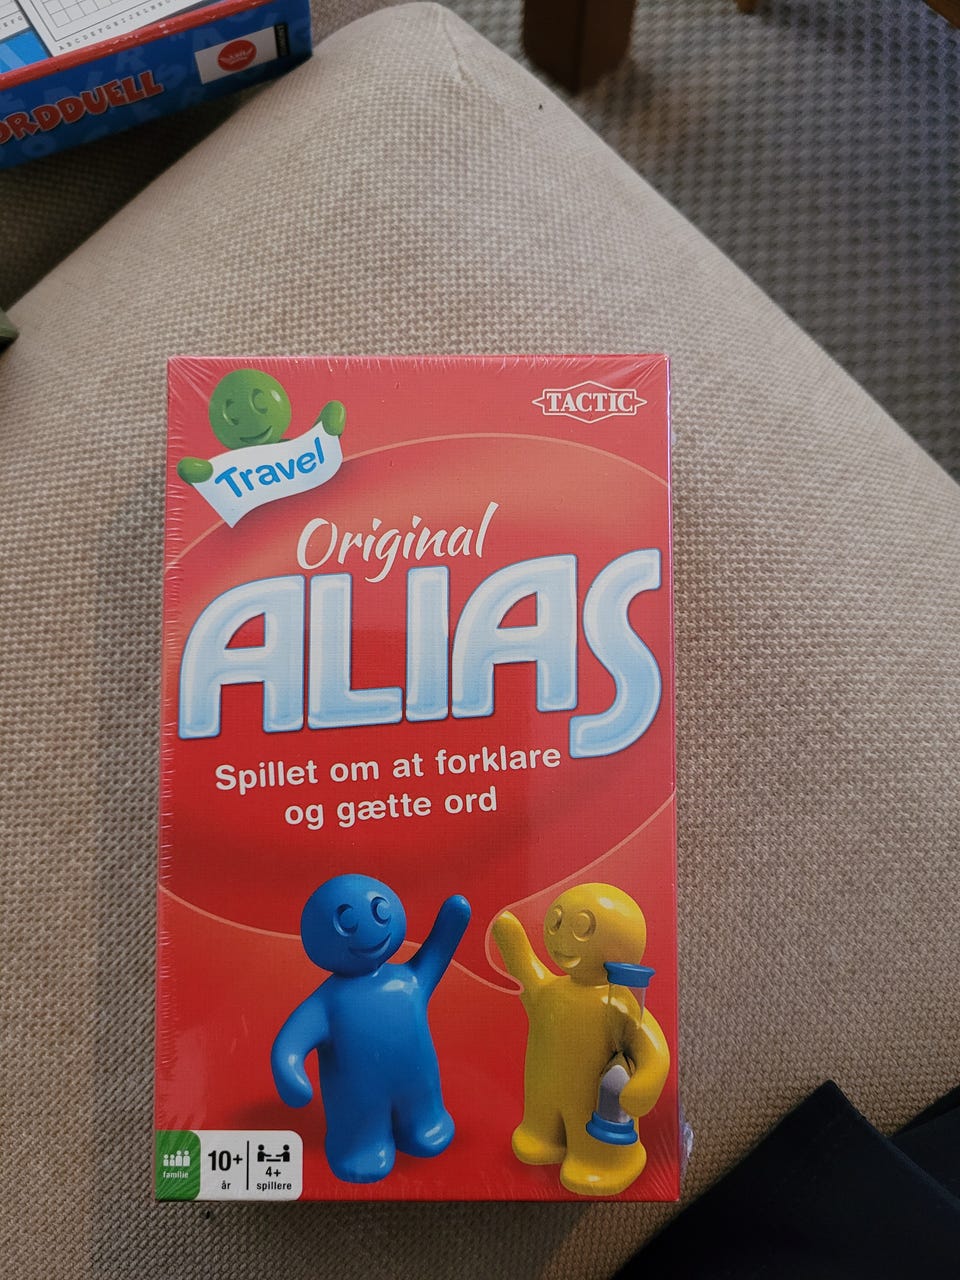 ORDDUELL
TACTIC
Travel
Original
ALIAS
Spillet om at forklare
og gætte ord
familie
10+
år
4+
spillere